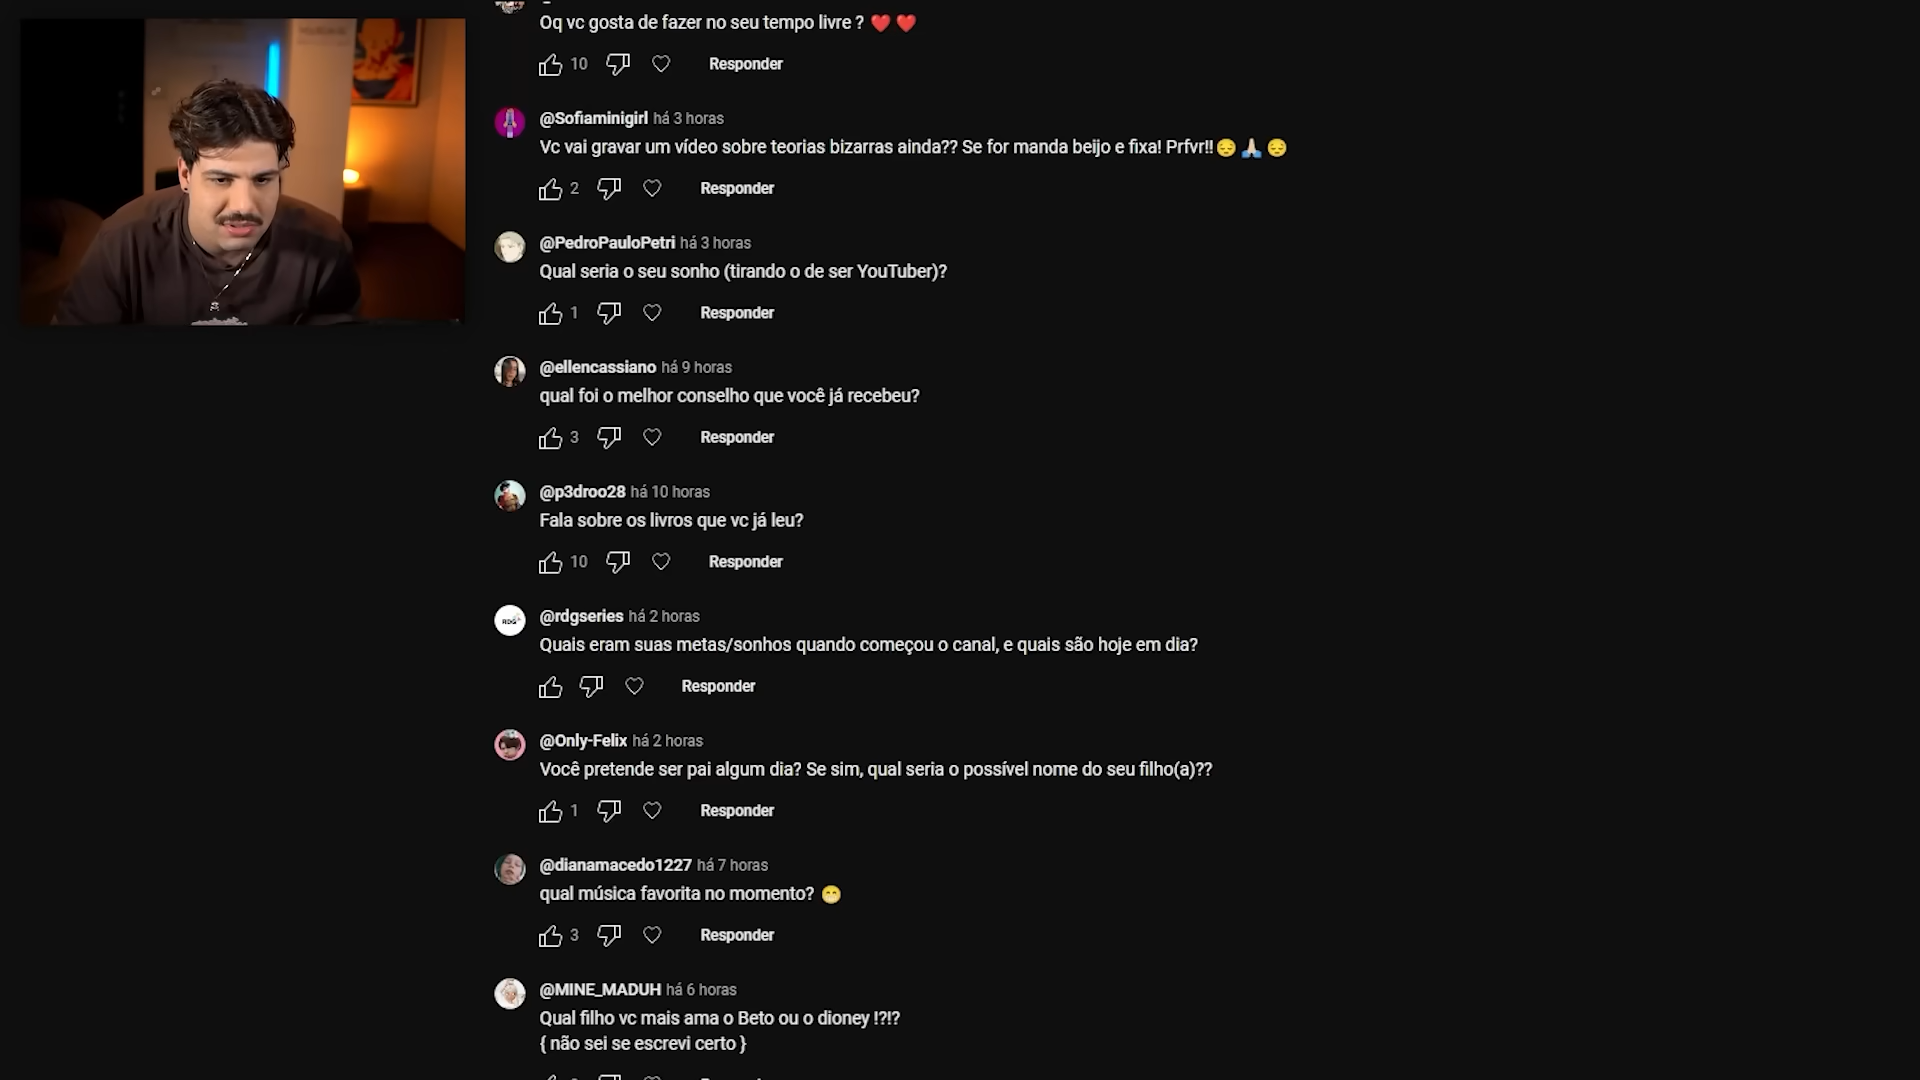 Oq vc gosta de fazer no seu tempo livre ? ❤️ ❤️
10 Responder
@Sofiaminigirl há 3 horas
Vc vai gravar um vídeo sobre teorias bizarras ainda?? Se for manda beijo e fixa! Prfvr!!😔🙏🏻😔
2 Responder
@PedroPauloPetri há 3 horas
Qual seria o seu sonho (tirando o de ser YouTuber)?
1 Responder
@ellencassiano há 9 horas
qual foi o melhor conselho que você já recebeu?
3 Responder
@p3droo28 há 10 horas
Fala sobre os livros que vc já leu?
10 Responder
RDG
@rdgseries há 2 horas
Quais eram suas metas/sonhos quando começou o canal, e quais são hoje em dia?
Responder
@Only-Felix há 2 horas
Você pretende ser pai algum dia? Se sim, qual seria o possível nome do seu filho(a)??
1 Responder
@dianamacedo1227 há 7 horas
qual música favorita no momento? 😁
3 Responder
@MINE_MADUH há 6 horas
Qual filho vc mais ama o Beto ou o dioney !?!?
{ não sei se escrevi certo }